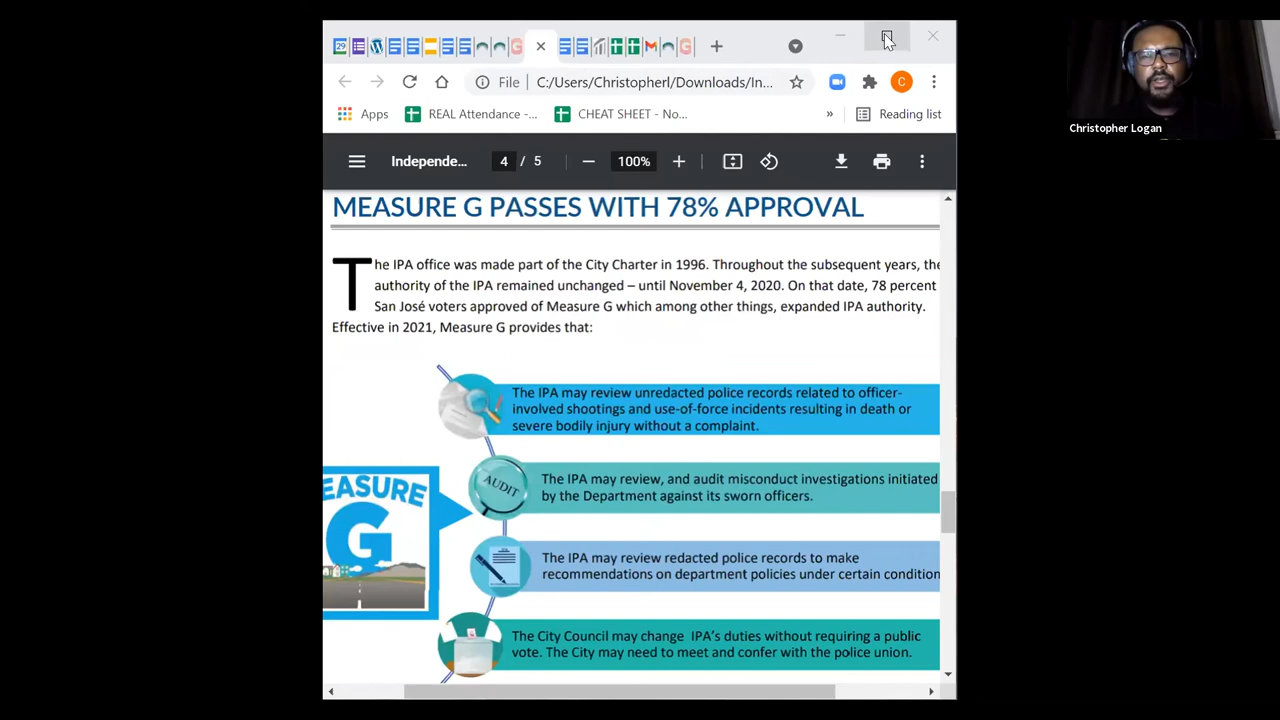 29
File
C:/Users/Christopherl/Downloads/In...
C
Apps
REAL Attendance -...
CHEAT SHEET - No...
»
Reading list
Independe...
4 / 5
100%
MEASURE G PASSES WITH 78% APPROVAL
The IPA office was made part of the City Charter in 1996. Throughout the subsequent years, the
authority of the IPA remained unchanged – until November 4, 2020. On that date, 78 percent
San José voters approved of Measure G which among other things, expanded IPA authority.
Effective in 2021, Measure G provides that:
The IPA may review unredacted police records related to officer-
involved shootings and use-of-force incidents resulting in death or
severe bodily injury without a complaint.
AUDIT
The IPA may review, and audit misconduct investigations initiated
by the Department against its sworn officers.
EASURE
G
The IPA may review redacted police records to make
recommendations on department policies under certain condition
The City Council may change IPA's duties without requiring a public
vote. The City may need to meet and confer with the police union.
Christopher Logan